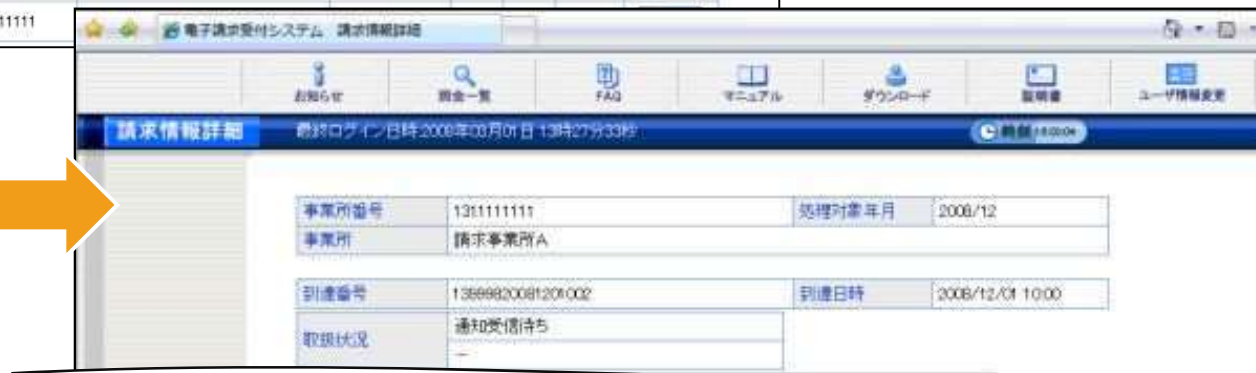 11111
電子請求受付システム 請求情報詳細
お知らせ 照会一覧 FAQ マニュアル ダウンロード 証明書 ユーザ情報変更
請求情報詳細 最終ログイン日時:2008年03月01日 13時27分33秒 時刻
事業所番号 1311111111 処理対象年月 2008/12
事業所 請求事業所A
到達番号 到達日時 2008/12/01 10:00
取扱状況 通知受信待ち
－